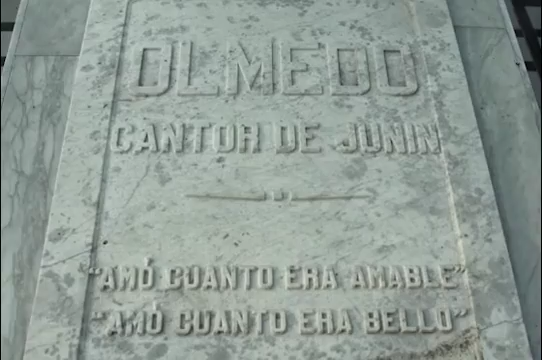 OLMEDO
CANTOR DE JUNIN
"AMÓ CUANTO ERA AMABLE"
"AMÓ CUANTO ERA BELLO"